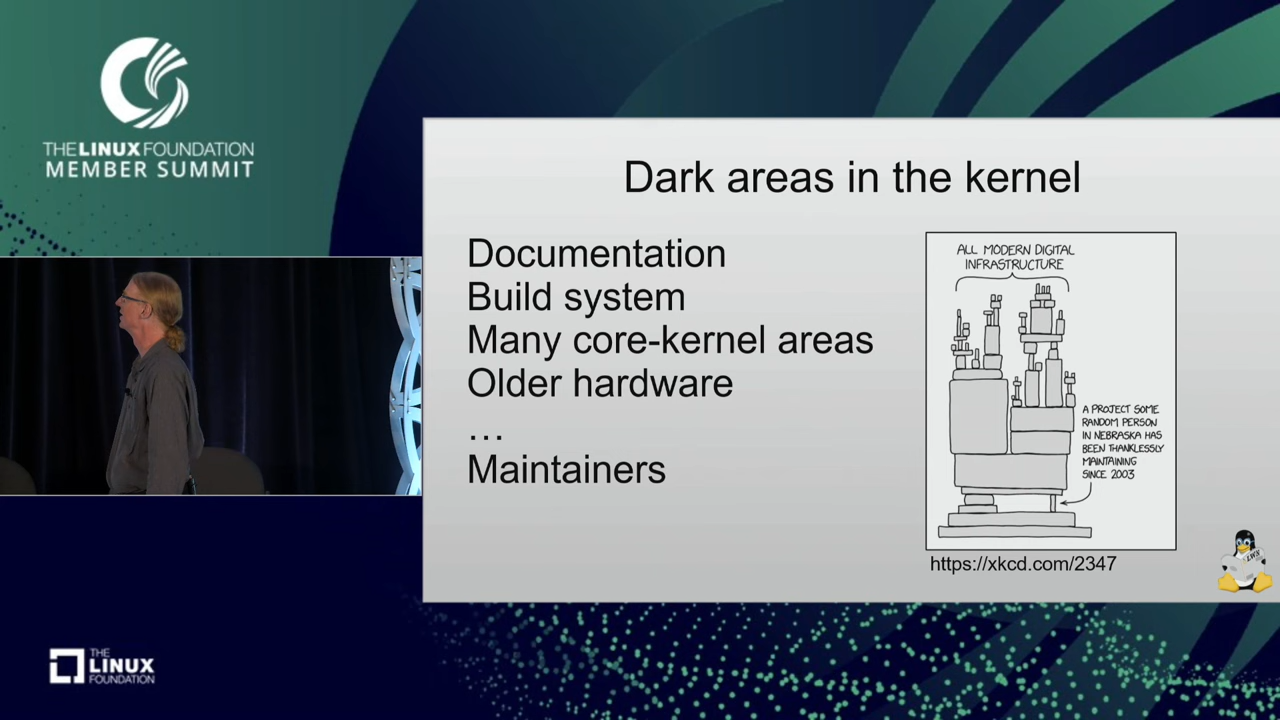 THE LINUX FOUNDATION
MEMBER SUMMIT
Dark areas in the kernel
Documentation
Build system
Many core-kernel areas
Older hardware
…
Maintainers
ALL MODERN DIGITAL
INFRASTRUCTURE
A PROJECT SOME
RANDOM PERSON
IN NEBRASKA HAS
BEEN THANKLESSLY
MAINTAINING
SINCE 2003
https://xkcd.com/2347
LWN
THE
LINUX
FOUNDATION